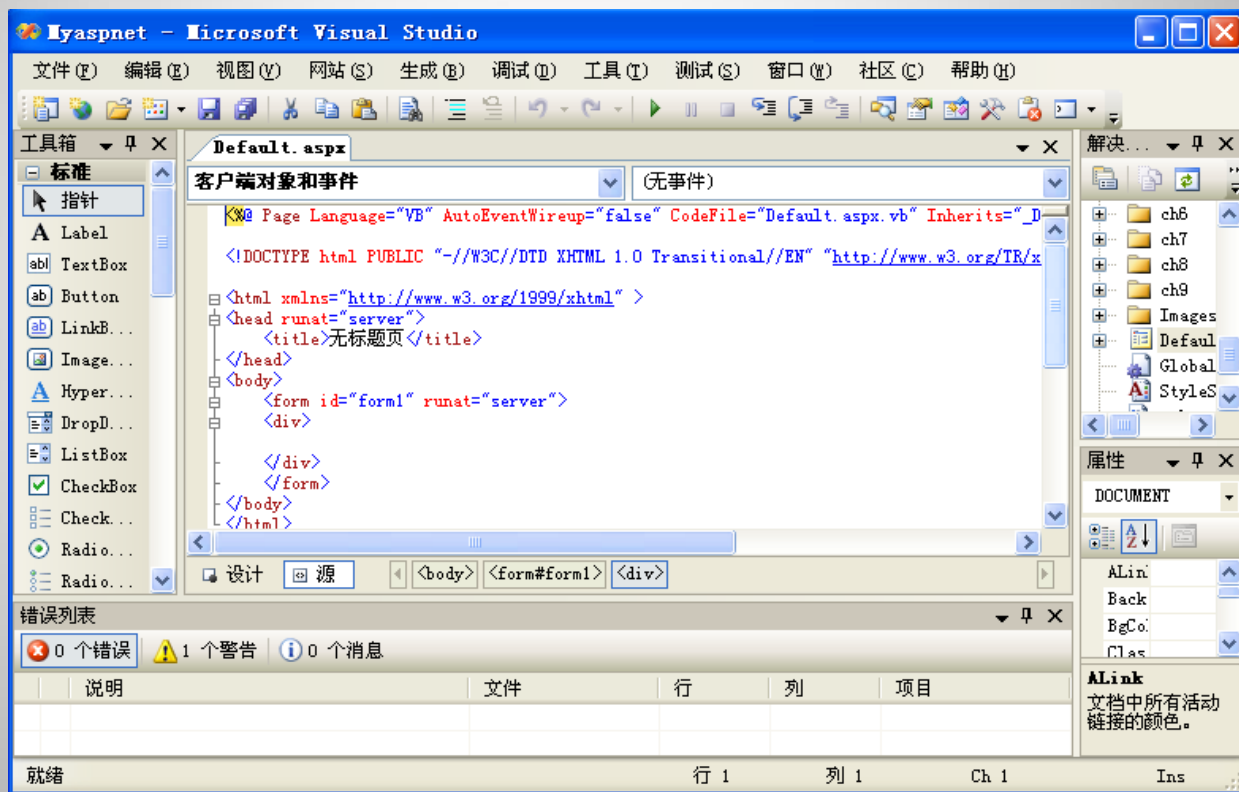 Myaspnet - Microsoft Visual Studio
文件(F) 编辑(E) 视图(V) 网站(S) 生成(B) 调试(D) 工具(T) 测试(S) 窗口(W) 社区(C) 帮助(H)
工具箱
标准
指针
Label
TextBox
Button
LinkB...
Image...
Hyper...
DropD...
ListBox
CheckBox
Check...
Radio...
Radio...
Default.aspx
客户端对象和事件 (无事件)
<%@ Page Language="VB" AutoEventWireup="false" CodeFile="Default.aspx.vb" Inherits="_D
<!DOCTYPE html PUBLIC "-//W3C//DTD XHTML 1.0 Transitional//EN" "http://www.w3.org/TR/x
<html xmlns="http://www.w3.org/1999/xhtml" >
<head runat="server">
<title>无标题页</title>
</head>
<body>
<form id="form1" runat="server">
<div>
</div>
</form>
</body>
</html>
设计 源 <body> <form#form1> <div>
解决...
ch6
ch7
ch8
ch9
Images
Defaul
Global
StyleS
属性
DOCUMENT
ALin
Back
BgCo
Clas
ALink
文档中所有活动
链接的颜色。
错误列表
0 个错误 1 个警告 0 个消息
说明 文件 行 列 项目
就绪 行 1 列 1 Ch 1 Ins